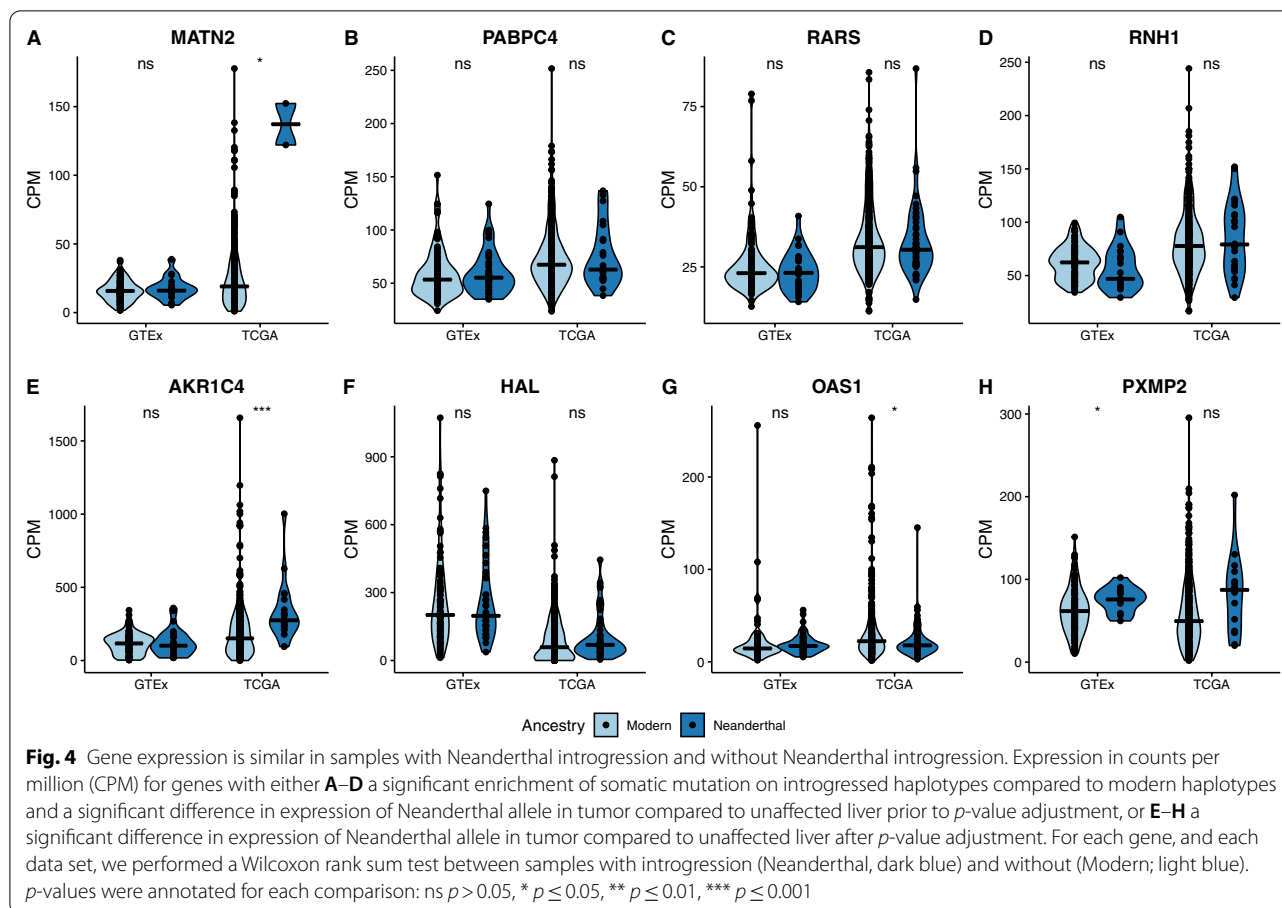 A MATN2
ns *
CPM
150
100
50
0
GTEx TCGA
B PABPC4
ns ns
CPM
250
200
150
100
50
GTEx TCGA
C RARS
ns ns
CPM
75
50
25
GTEx TCGA
D RNH1
ns ns
CPM
250
200
150
100
50
GTEx TCGA
E AKR1C4
ns ***
CPM
1500
1000
500
0
GTEx TCGA
F HAL
ns ns
CPM
900
600
300
0
GTEx TCGA
G OAS1
ns *
CPM
200
100
0
GTEx TCGA
H PXMP2
* ns
CPM
300
200
100
0
GTEx TCGA
Ancestry Modern Neanderthal
Fig. 4 Gene expression is similar in samples with Neanderthal introgression and without Neanderthal introgression. Expression in counts per
million (CPM) for genes with either A–D a significant enrichment of somatic mutation on introgressed haplotypes compared to modern haplotypes
and a significant difference in expression of Neanderthal allele in tumor compared to unaffected liver prior to p-value adjustment, or E–H a
significant difference in expression of Neanderthal allele in tumor compared to unaffected liver after p-value adjustment. For each gene, and each
data set, we performed a Wilcoxon rank sum test between samples with introgression (Neanderthal, dark blue) and without (Modern; light blue).
p-values were annotated for each comparison: ns p > 0.05, * p ≤ 0.05, ** p ≤ 0.01, *** p ≤ 0.001